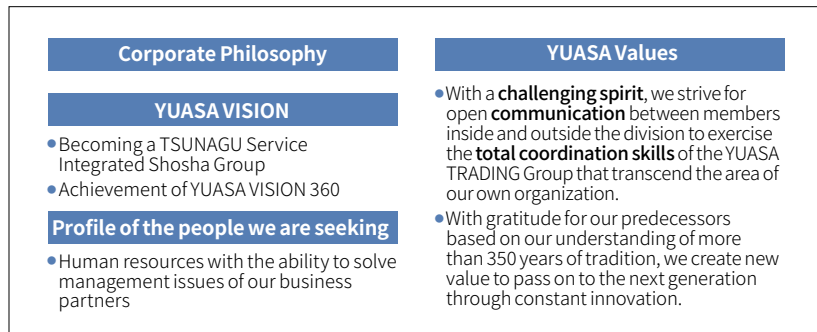 Corporate Philosophy
YUASA VISION
•Becoming a TSUNAGU Service
Integrated Shosha Group
•Achievement of YUASA VISION 360
Profile of the people we are seeking
•Human resources with the ability to solve
management issues of our business
partners
YUASA Values
•With a challenging spirit, we strive for
open communication between members
inside and outside the division to exercise
the total coordination skills of the YUASA
TRADING Group that transcend the area of
our own organization.
•With gratitude for our predecessors
based on our understanding of more
than 350 years of tradition, we create new
value to pass on to the next generation
through constant innovation.